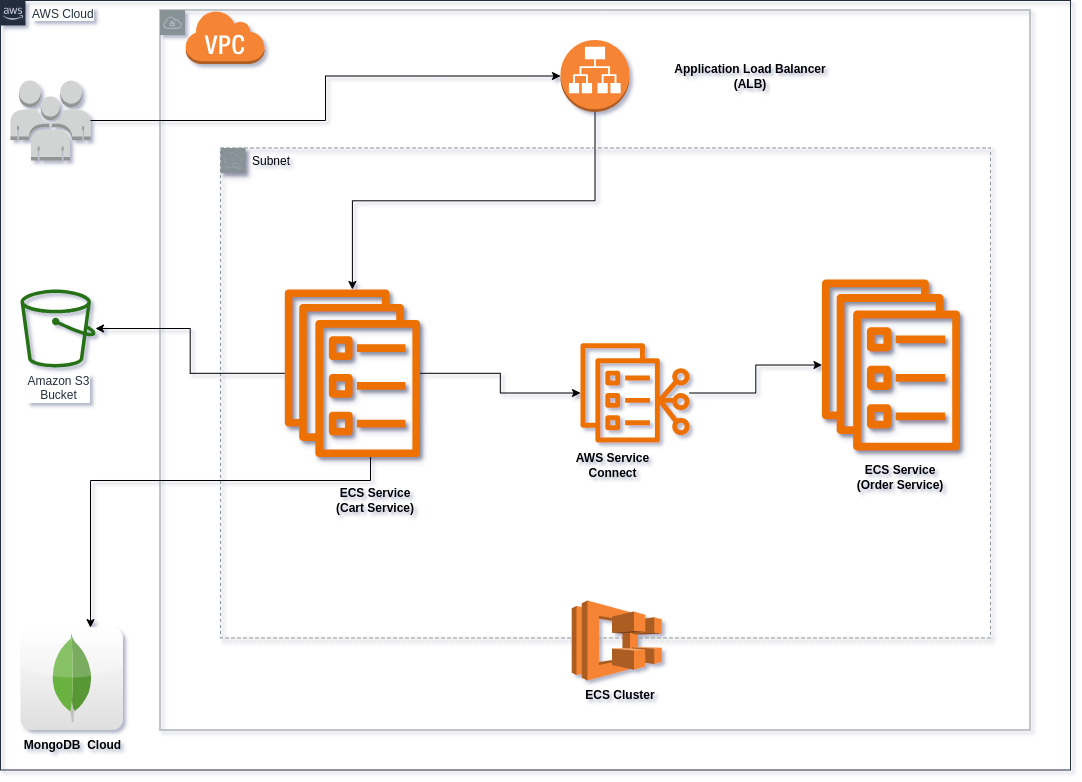 aws
AWS Cloud
VPC
Application Load Balancer
(ALB)
Subnet
Amazon S3
Bucket
AWS Service
Connect
ECS Service
(Order Service)
ECS Service
(Cart Service)
ECS Cluster
MongoDB Cloud